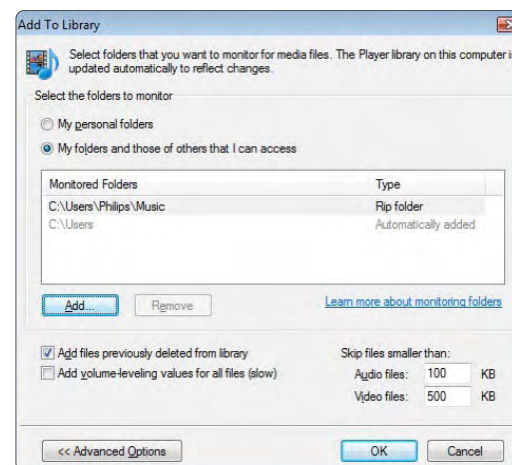 Add To Library
Select folders that you want to monitor for media files. The Player library on this computer is
updated automatically to reflect changes.
Select the folders to monitor
My personal folders
My folders and those of others that I can access
Monitored Folders Type
C:\Users\Philips\Music Rip folder
C:\Users Automatically added
Add... Remove Learn more about monitoring folders
Add files previously deleted from library Skip files smaller than:
Add volume-leveling values for all files (slow) Audio files: 100 KB
Video files: 500 KB
<< Advanced Options OK Cancel